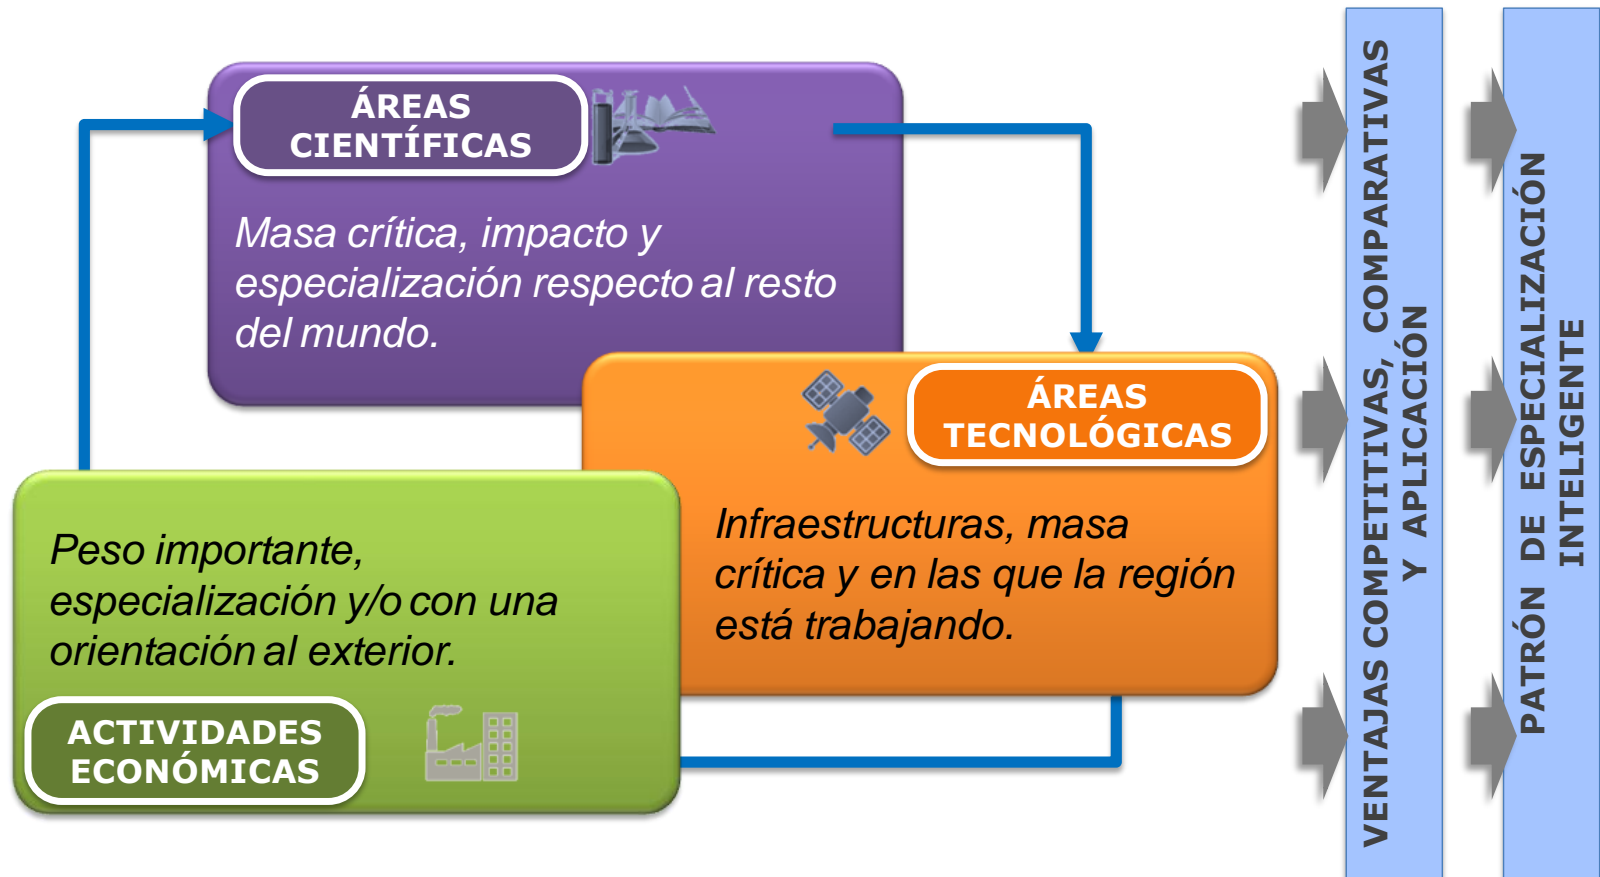 ÁREAS
CIENTÍFICAS
Masa crítica, impacto y
especialización respecto al resto
del mundo.
ÁREAS
TECNOLÓGICAS
Infraestructuras, masa
crítica y en las que la región
está trabajando.
Peso importante,
especialización y/o con una
orientación al exterior.
ACTIVIDADES
ECONÓMICAS
VENTAJAS COMPETITIVAS, COMPARATIVAS
Y APLICACIÓN
PATRÓN DE ESPECIALIZACIÓN
INTELIGENTE